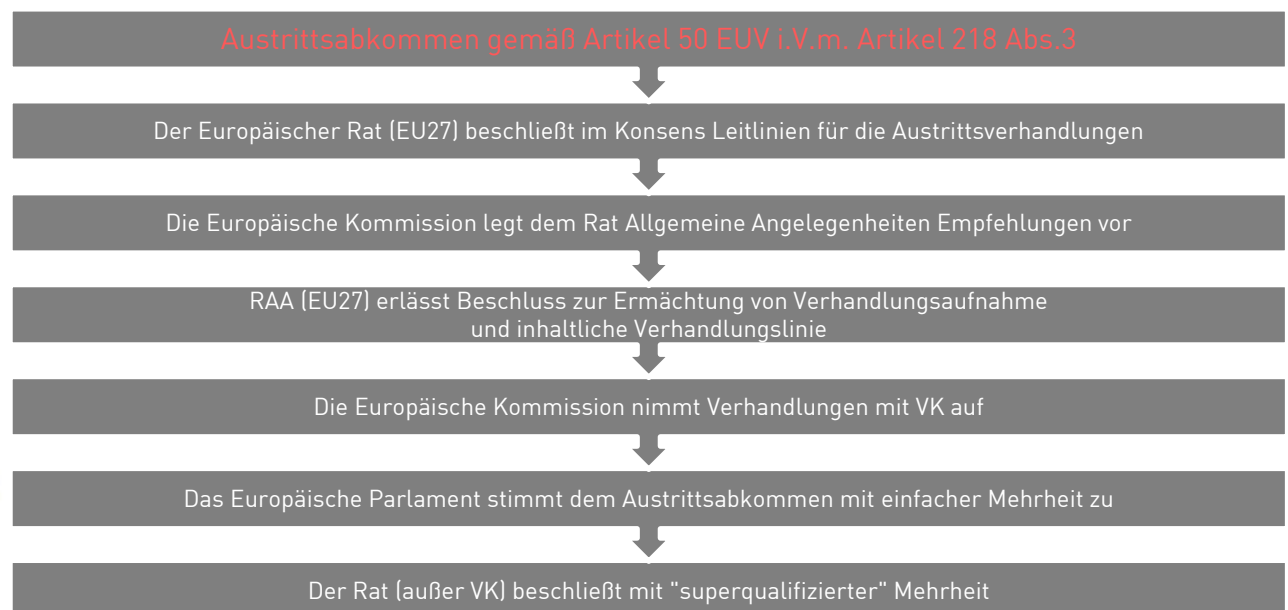 Austrittsabkommen gemäß Artikel 50 EUV i.V.m. Artikel 218 Abs.3
Der Europäischer Rat (EU27) beschließt im Konsens Leitlinien für die Austrittsverhandlungen
Die Europäische Kommission legt dem Rat Allgemeine Angelegenheiten Empfehlungen vor
RAA (EU27) erlässt Beschluss zur Ermächtung von Verhandlungsaufnahme
und inhaltliche Verhandlungslinie
Die Europäische Kommission nimmt Verhandlungen mit VK auf
Das Europäische Parlament stimmt dem Austrittsabkommen mit einfacher Mehrheit zu
Der Rat (außer VK) beschließt mit "superqualifizierter" Mehrheit